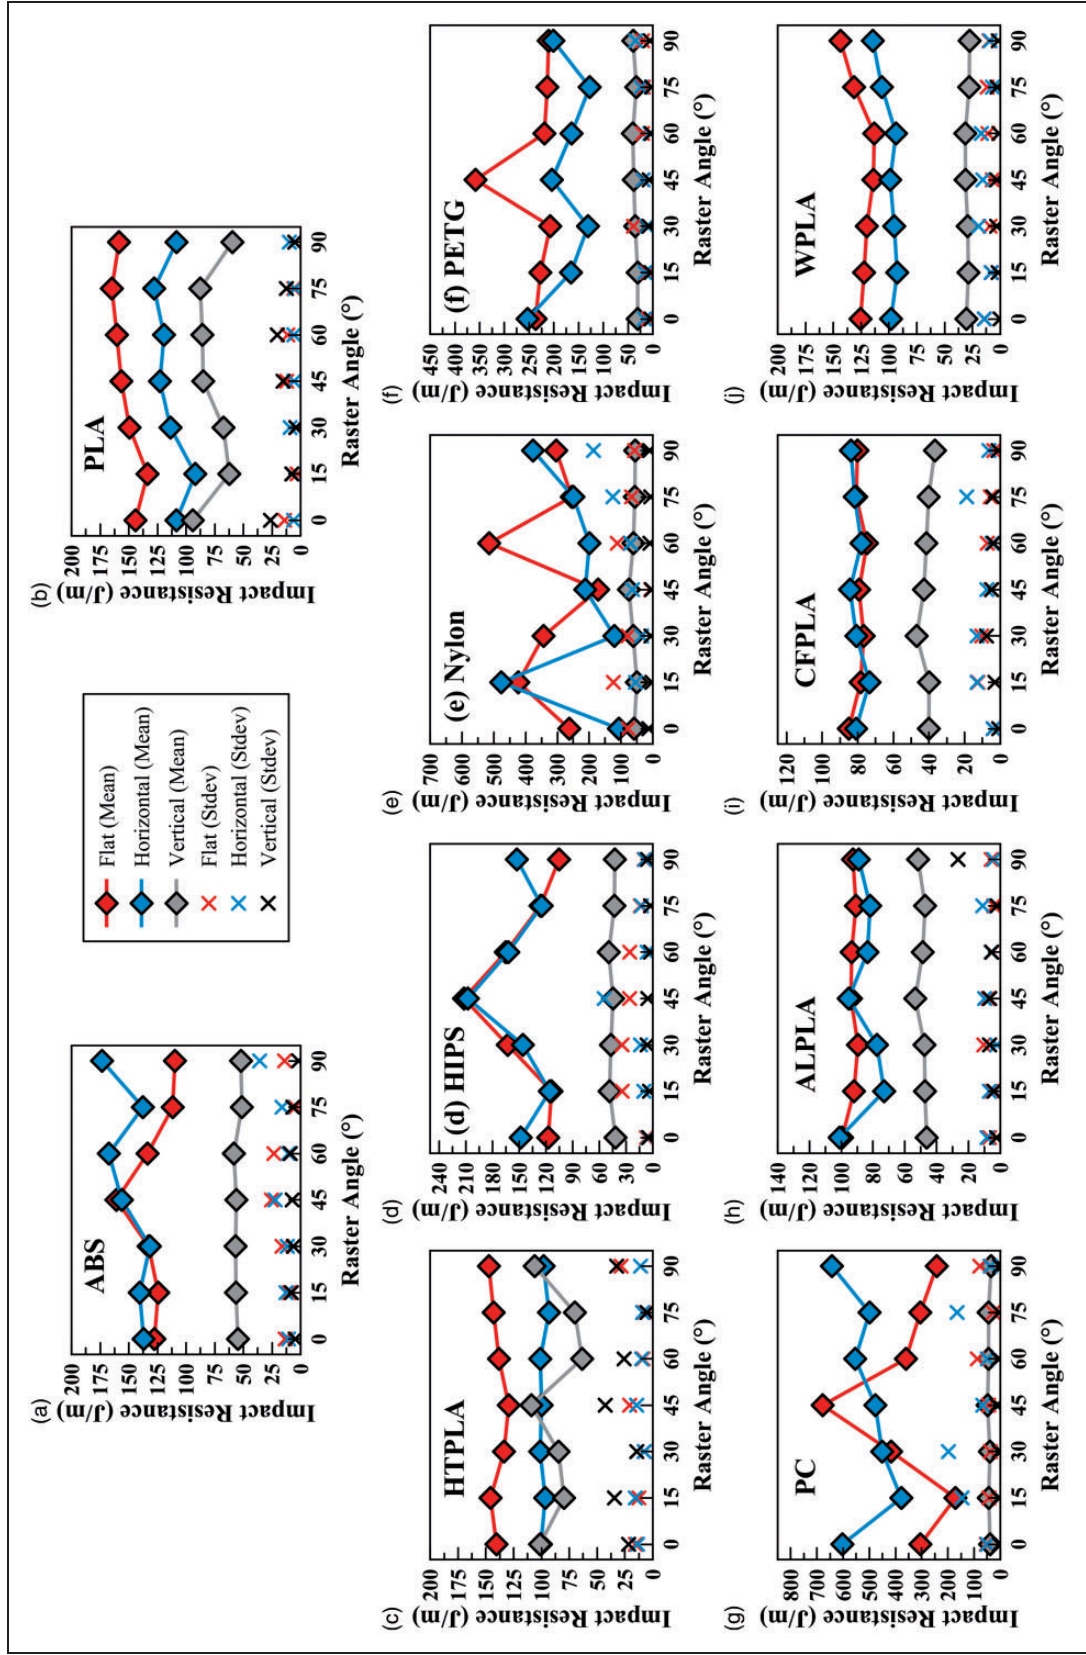 (a)
ABS
Impact Resistance (J/m)
200
175
150
125
100
75
50
25
0
0 15 30 45 60 75 90
Raster Angle (°)
Flat (Mean)
Horizontal (Mean)
Vertical (Mean)
Flat (Stdev)
Horizontal (Stdev)
Vertical (Stdev)
(b)
PLA
Impact Resistance (J/m)
200
175
150
125
100
75
50
25
0
0 15 30 45 60 75 90
Raster Angle (°)
(c)
HTPLA
Impact Resistance (J/m)
200
175
150
125
100
75
50
25
0
0 15 30 45 60 75 90
Raster Angle (°)
(d)
(d) HIPS
Impact Resistance (J/m)
240
210
180
150
120
90
60
30
0
0 15 30 45 60 75 90
Raster Angle (°)
(e)
(e) Nylon
Impact Resistance (J/m)
700
600
500
400
300
200
100
0
0 15 30 45 60 75 90
Raster Angle (°)
(f)
(f) PETG
Impact Resistance (J/m)
450
400
350
300
250
200
150
100
50
0
0 15 30 45 60 75 90
Raster Angle (°)
(g)
PC
Impact Resistance (J/m)
800
700
600
500
400
300
200
100
0
0 15 30 45 60 75 90
Raster Angle (°)
(h)
ALPLA
Impact Resistance (J/m)
140
120
100
80
60
40
20
0
0 15 30 45 60 75 90
Raster Angle (°)
(i)
CFPLA
Impact Resistance (J/m)
120
100
80
60
40
20
0
0 15 30 45 60 75 90
Raster Angle (°)
(j)
WPLA
Impact Resistance (J/m)
200
175
150
125
100
75
50
25
0
0 15 30 45 60 75 90
Raster Angle (°)